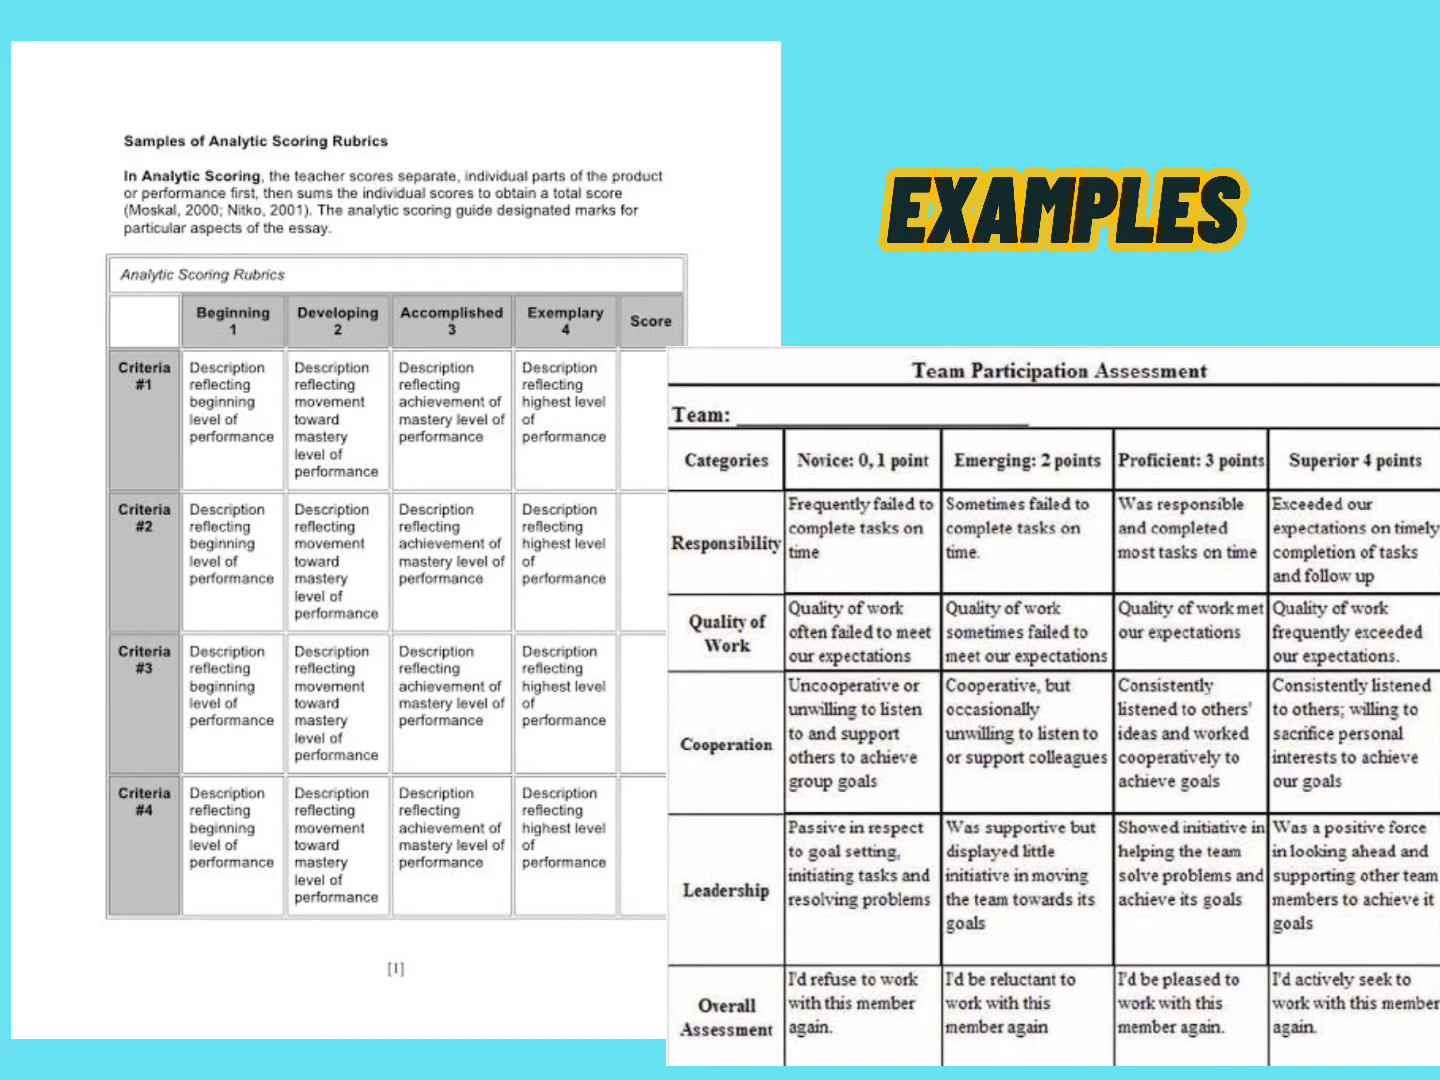 Samples of Analytic Scoring Rubrics
In Analytic Scoring, the teacher scores separate, individual parts of the product
or performance first, then sums the individual scores to obtain a total score
(Moskal, 2000; Nitko, 2001). The analytic scoring guide designated marks for
particular aspects of the essay.
Analytic Scoring Rubrics
Beginning
1
Developing
2
Accomplished
3
Exemplary
4
Score
Criteria
#1
Description
reflecting
beginning
level of
performance
Description
reflecting
movement
toward
mastery
level of
performance
Description
reflecting
achievement of
mastery level of
performance
Description
reflecting
highest level
of
performance
Criteria
#2
Description
reflecting
beginning
level of
performance
Description
reflecting
movement
toward
mastery
level of
performance
Description
reflecting
achievement of
mastery level of
performance
Description
reflecting
highest level
of
performance
Criteria
#3
Description
reflecting
beginning
level of
performance
Description
reflecting
movement
toward
mastery
level of
performance
Description
reflecting
achievement of
mastery level of
performance
Description
reflecting
highest level
of
performance
Criteria
#4
Description
reflecting
beginning
level of
performance
Description
reflecting
movement
toward
mastery
level of
performance
Description
reflecting
achievement of
mastery level of
performance
Description
reflecting
highest level
of
performance
[1]
EXAMPLES
Team Participation Assessment
Team:
Categories
Novice: 0, 1 point
Emerging: 2 points
Proficient: 3 points
Superior 4 points
Responsibility
Frequently failed to
complete tasks on
time
Sometimes failed to
complete tasks on
time.
Was responsible
and completed
most tasks on time
Exceeded our
expectations on timely
completion of tasks
and follow up
Quality of
Work
Quality of work
often failed to meet
our expectations
Quality of work
sometimes failed to
meet our expectations
Quality of work met
our expectations
Quality of work
frequently exceeded
our expectations.
Cooperation
Uncooperative or
unwilling to listen
to and support
others to achieve
group goals
Cooperative, but
occasionally
unwilling to listen to
or support colleagues
Consistently
listened to others'
ideas and worked
cooperatively to
achieve goals
Consistently listened
to others; willing to
sacrifice personal
interests to achieve
our goals
Leadership
Passive in respect
to goal setting,
initiating tasks and
resolving problems
Was supportive but
displayed little
initiative in moving
the team towards its
goals
Showed initiative in
helping the team
solve problems and
achieve its goals
Was a positive force
in looking ahead and
supporting other team
members to achieve it
goals
Overall
Assessment
I'd refuse to work
with this member
again.
I'd be reluctant to
work with this
member again
I'd be pleased to
work with this
member again.
I'd actively seek to
work with this member
again.